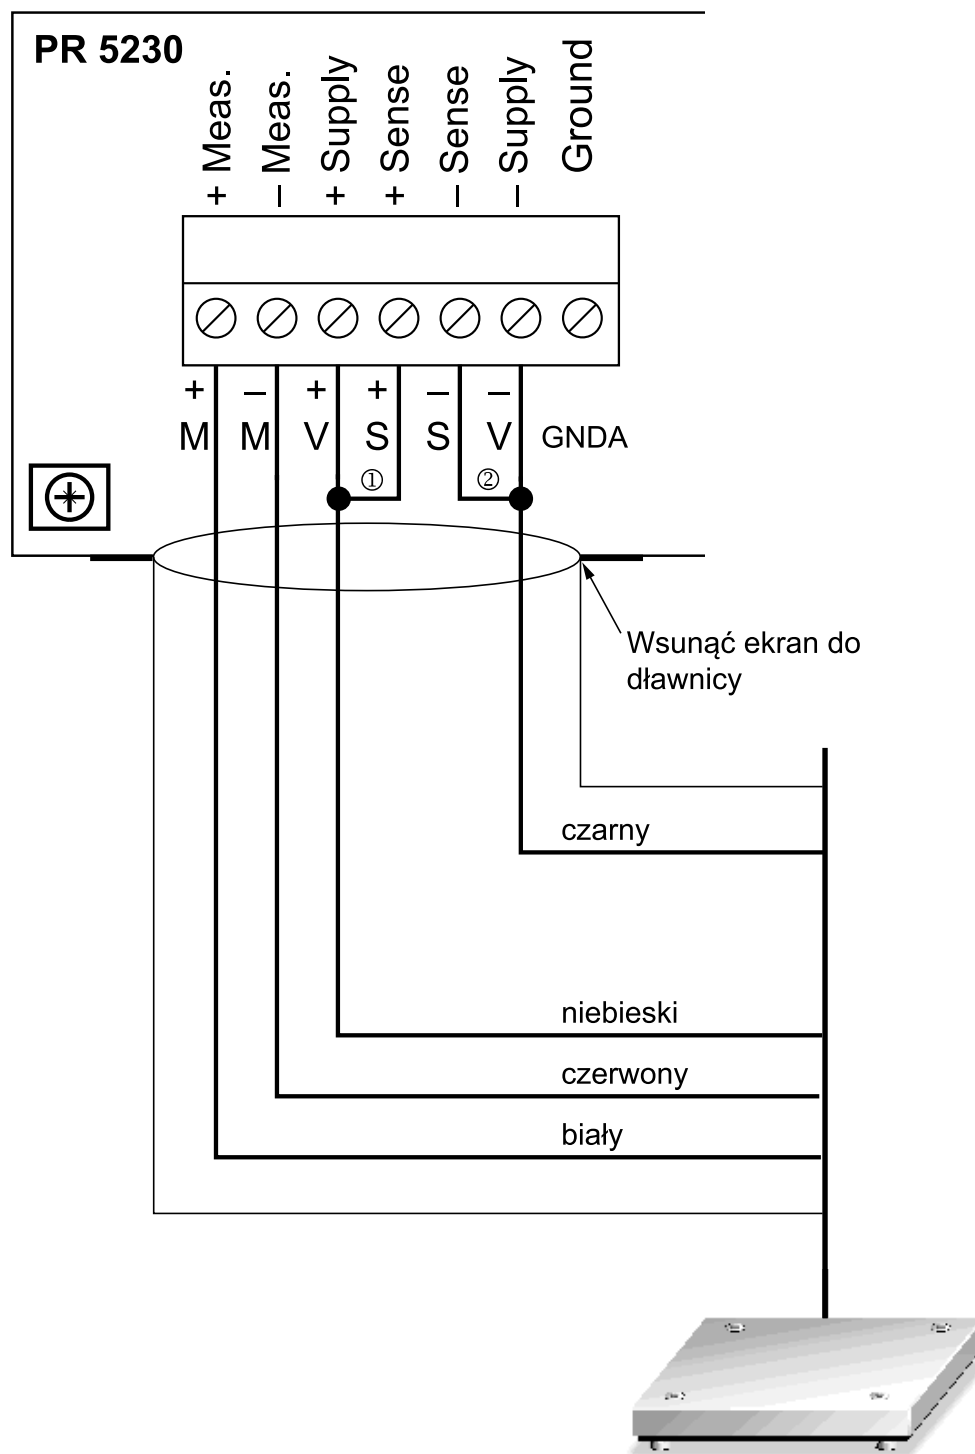 PR 5230
+ Meas.
– Meas.
+ Supply
+ Sense
– Sense
– Supply
Ground
+ – + + – –
M M V S S V GNDA
① ②
Wsunąć ekran do
dławnicy
czarny
niebieski
czerwony
biały